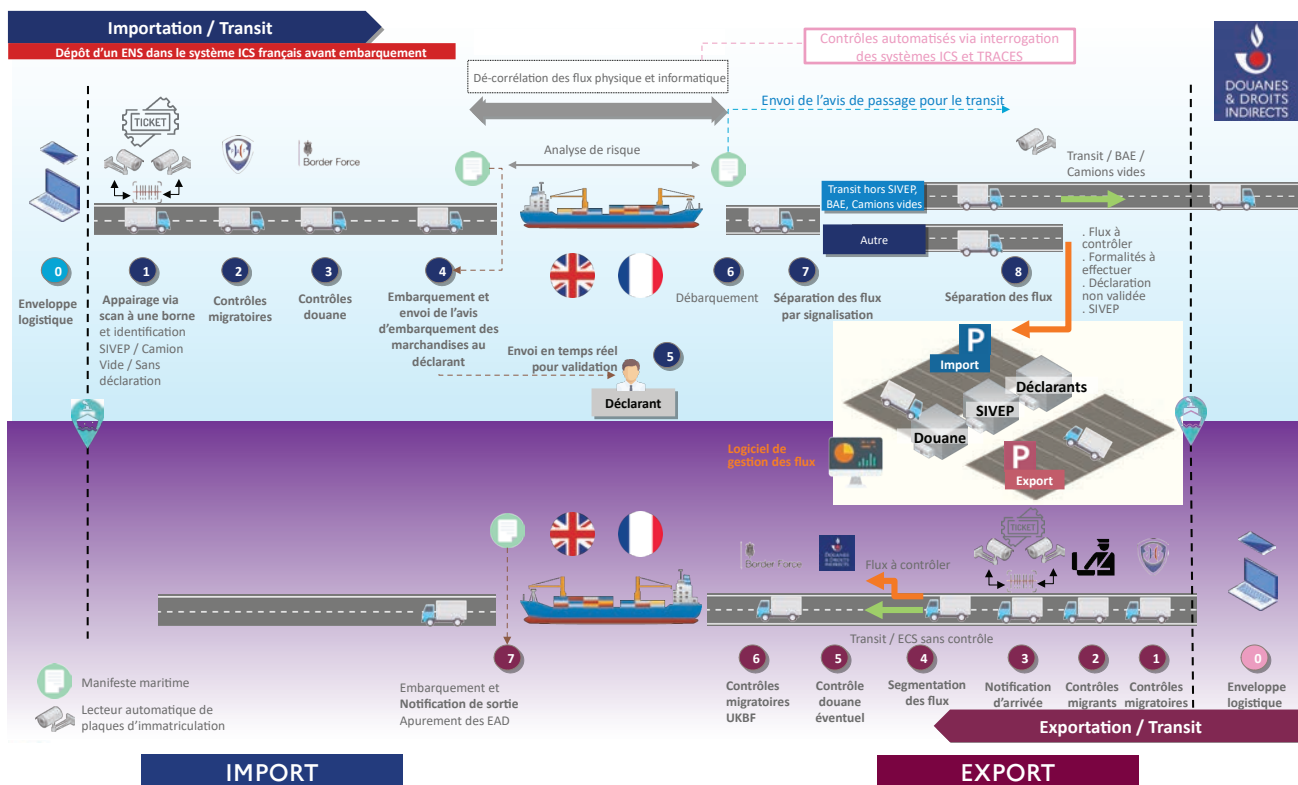 Importation / Transit
Dépôt d'un ENS dans le système ICS français avant embarquement
Contrôles automatisés via interrogation
des systèmes ICS et TRACES
Dé-corrélation des flux physique et informatique
DOUANES
& DROITS
INDIRECTS
Envoi de l'avis de passage pour le transit
TICKET
Border Force
Analyse de risque
Transit / BAE /
Camions vides
Transit hors SIVEP,
BAE, Camions vides
Autre
. Flux à
contrôler
. Formalités à
effectuer
. Déclaration
non validée
. SIVEP
0
Enveloppe
logistique
1
Appairage via
scan à une borne
et identification
SIVEP / Camion
Vide / Sans
déclaration
2
Contrôles
migratoires
3
Contrôles
douane
4
Embarquement et
envoi de l'avis
d'embarquement des
marchandises au
déclarant
Envoi en temps réel
pour validation
5
Déclarant
6
Débarquement
7
Séparation des flux
par signalisation
8
Séparation des flux
P
Import
Déclarants
SIVEP
Douane
P
Export
Logiciel de
gestion des flux
Border Force
DOUANES
& DROITS
INDIRECTS
Flux à contrôler
TICKET
Transit / ECS sans contrôle
7
Embarquement et
Notification de sortie
Apurement des EAD
6
Contrôles
migratoires
UKBF
5
Contrôle
douane
éventuel
4
Segmentation
des flux
3
Notification
d'arrivée
2
Contrôles
migrants
1
Contrôles
migratoires
0
Enveloppe
logistique
Manifeste maritime
Lecteur automatique de
plaques d'immatriculation
Exportation / Transit
IMPORT
EXPORT